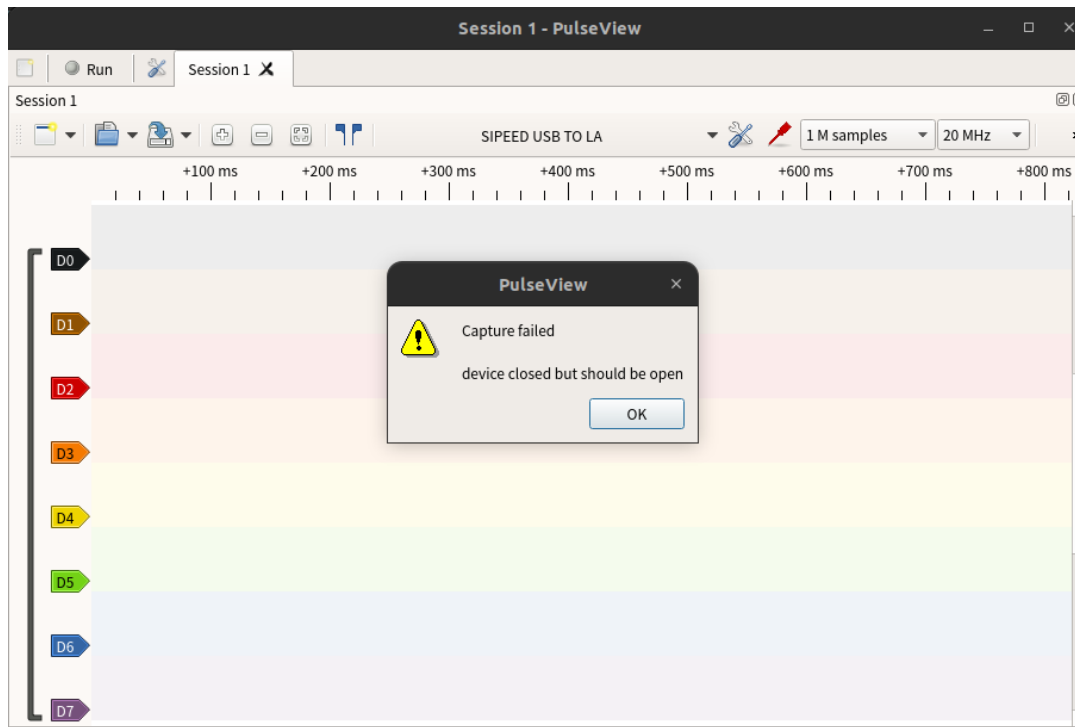 Session 1 - PulseView
Run
Session 1
Session 1
SIPEED USB TO LA
1 M samples
20 MHz
+100 ms +200 ms +300 ms +400 ms +500 ms +600 ms +700 ms +800 ms
D0
PulseView
D1
Capture failed
D2
device closed but should be open
OK
D3
D4
D5
D6
D7